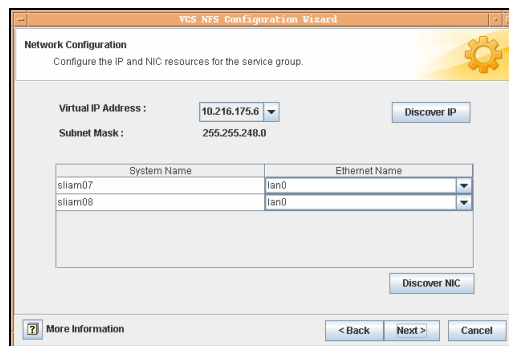 VCS NFS Configuration Wizard
Network Configuration
Configure the IP and NIC resources for the service group.
Virtual IP Address : 10.216.175.6 Discover IP
Subnet Mask : 255.255.248.0
System Name Ethernet Name
sliam07 lan0
sliam08 lan0
Discover NIC
More Information < Back Next > Cancel